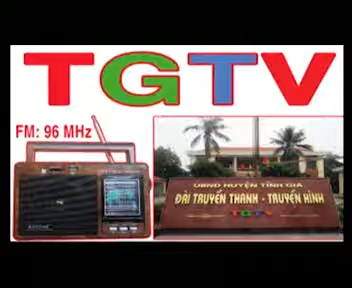 TGTV
FM: 96 MHz
UBND HUYỆN TĨNH GIA
ĐÀI TRUYỀN THANH - TRUYỀN HÌNH
TGTV